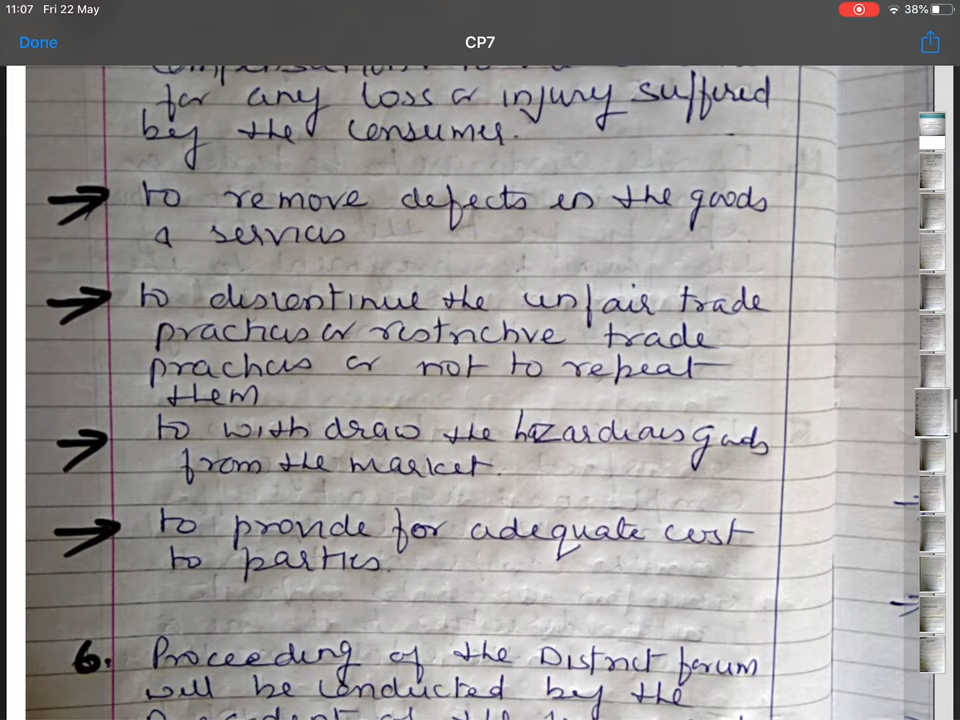 11:07 Fri 22 May
38%
Done
CP7
for any loss or injury suffered
by the consumer.
to remove defects in the goods
services
to discontinue the unfair trade
practices or restrictive trade
practices or not to repeat
them
to withdraw the hazardious goods
from the market.
to provide for adequate cost
to parties.
6. Proceeding of the District forum
will be conducted by the